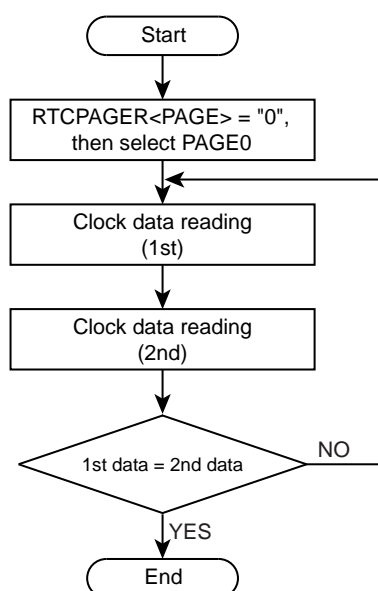 Start
RTCPAGER<PAGE> = "0",
then select PAGE0
Clock data reading
(1st)
Clock data reading
(2nd)
1st data = 2nd data
NO
YES
End